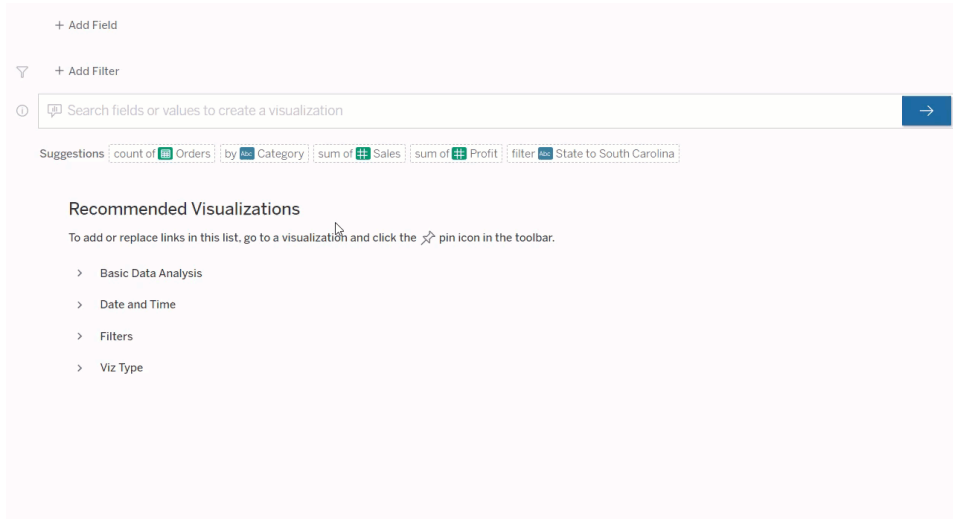 + Add Field
+ Add Filter
Search fields or values to create a visualization
Suggestions count of Orders by Abc Category sum of Sales sum of Profit filter Abc State to South Carolina
Recommended Visualizations
To add or replace links in this list, go to a visualization and click the pin icon in the toolbar.
> Basic Data Analysis
> Date and Time
> Filters
> Viz Type